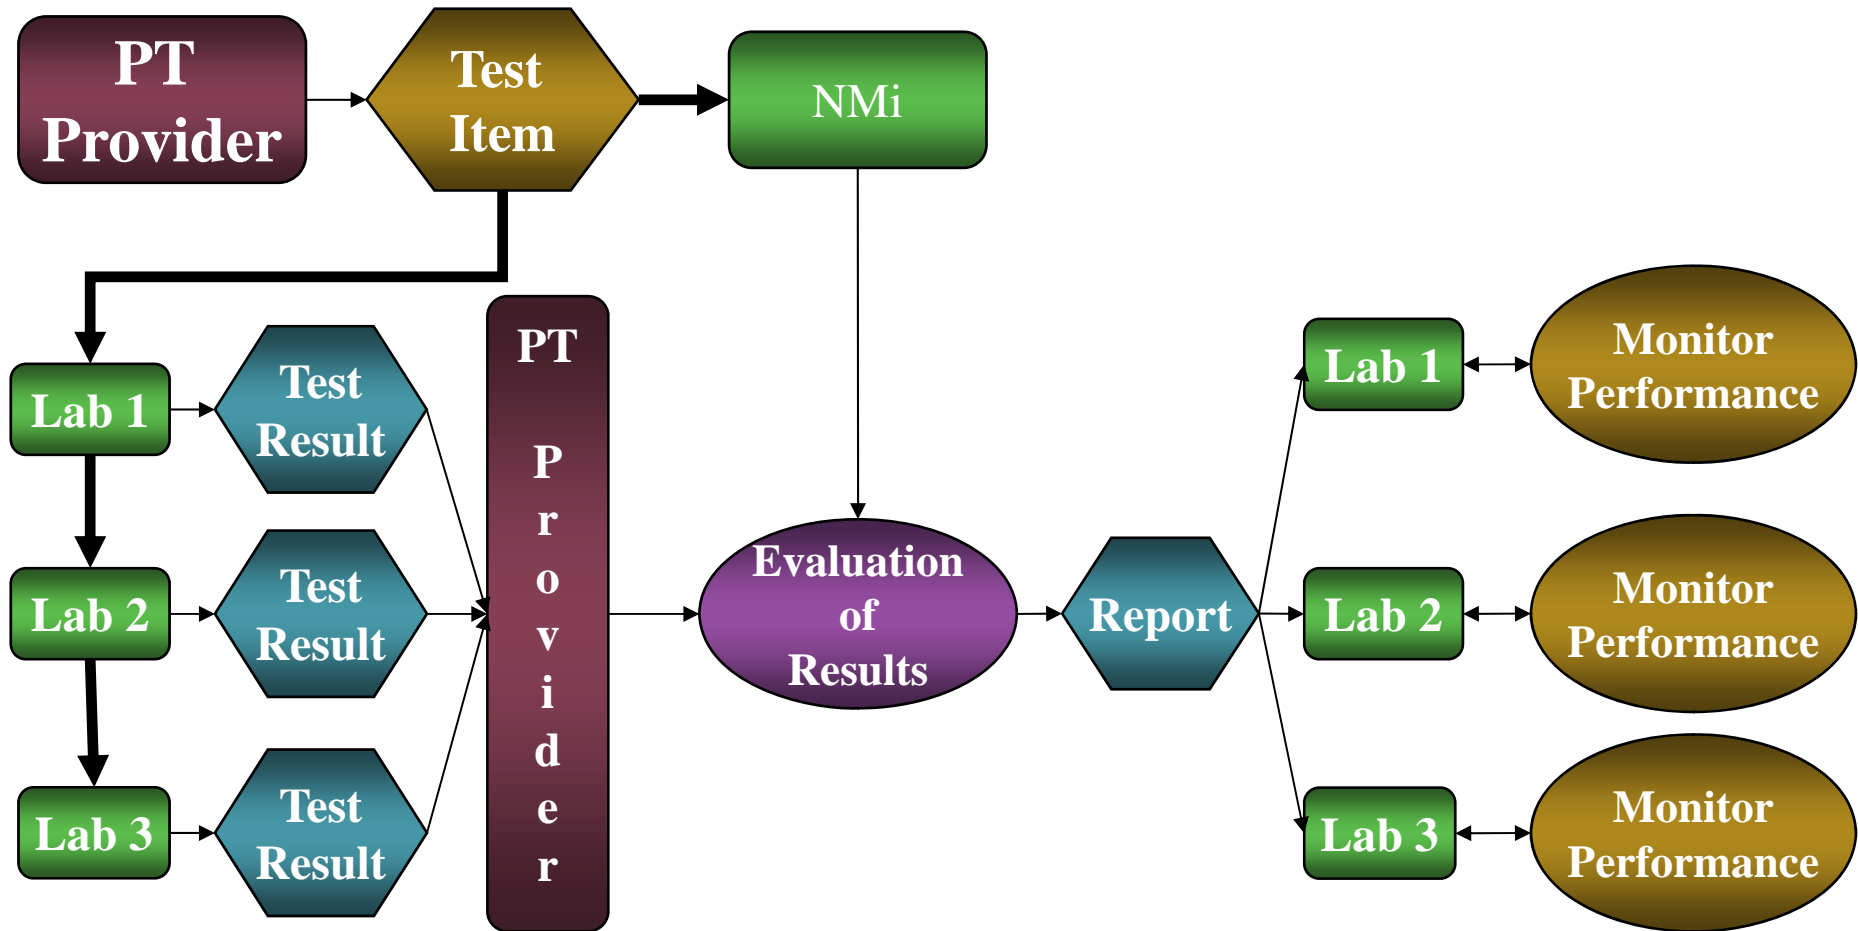 PT
Provider
Test
Item
NMi
Lab 1
Test
Result
Lab 2
Test
Result
Lab 3
Test
Result
PT
P
r
o
v
i
d
e
r
Evaluation
of
Results
Report
Lab 1
Monitor
Performance
Lab 2
Monitor
Performance
Lab 3
Monitor
Performance